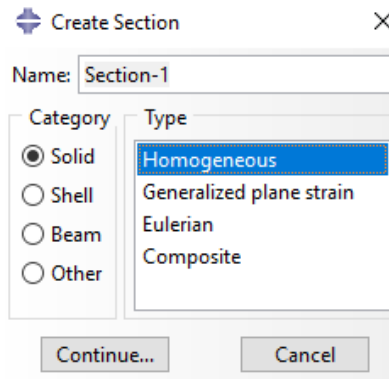 Create Section
Name: Section-1
Category
Type
Solid
Shell
Beam
Other
Homogeneous
Generalized plane strain
Eulerian
Composite
Continue...
Cancel